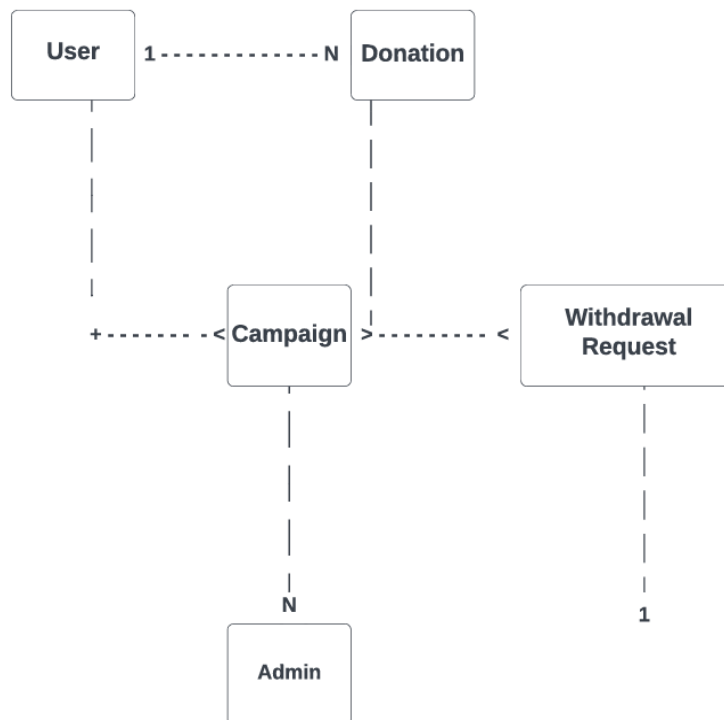 User 1 ------------ N Donation
+ -------- -- < Campaign > --------- < Withdrawal
Request
N
1
Admin